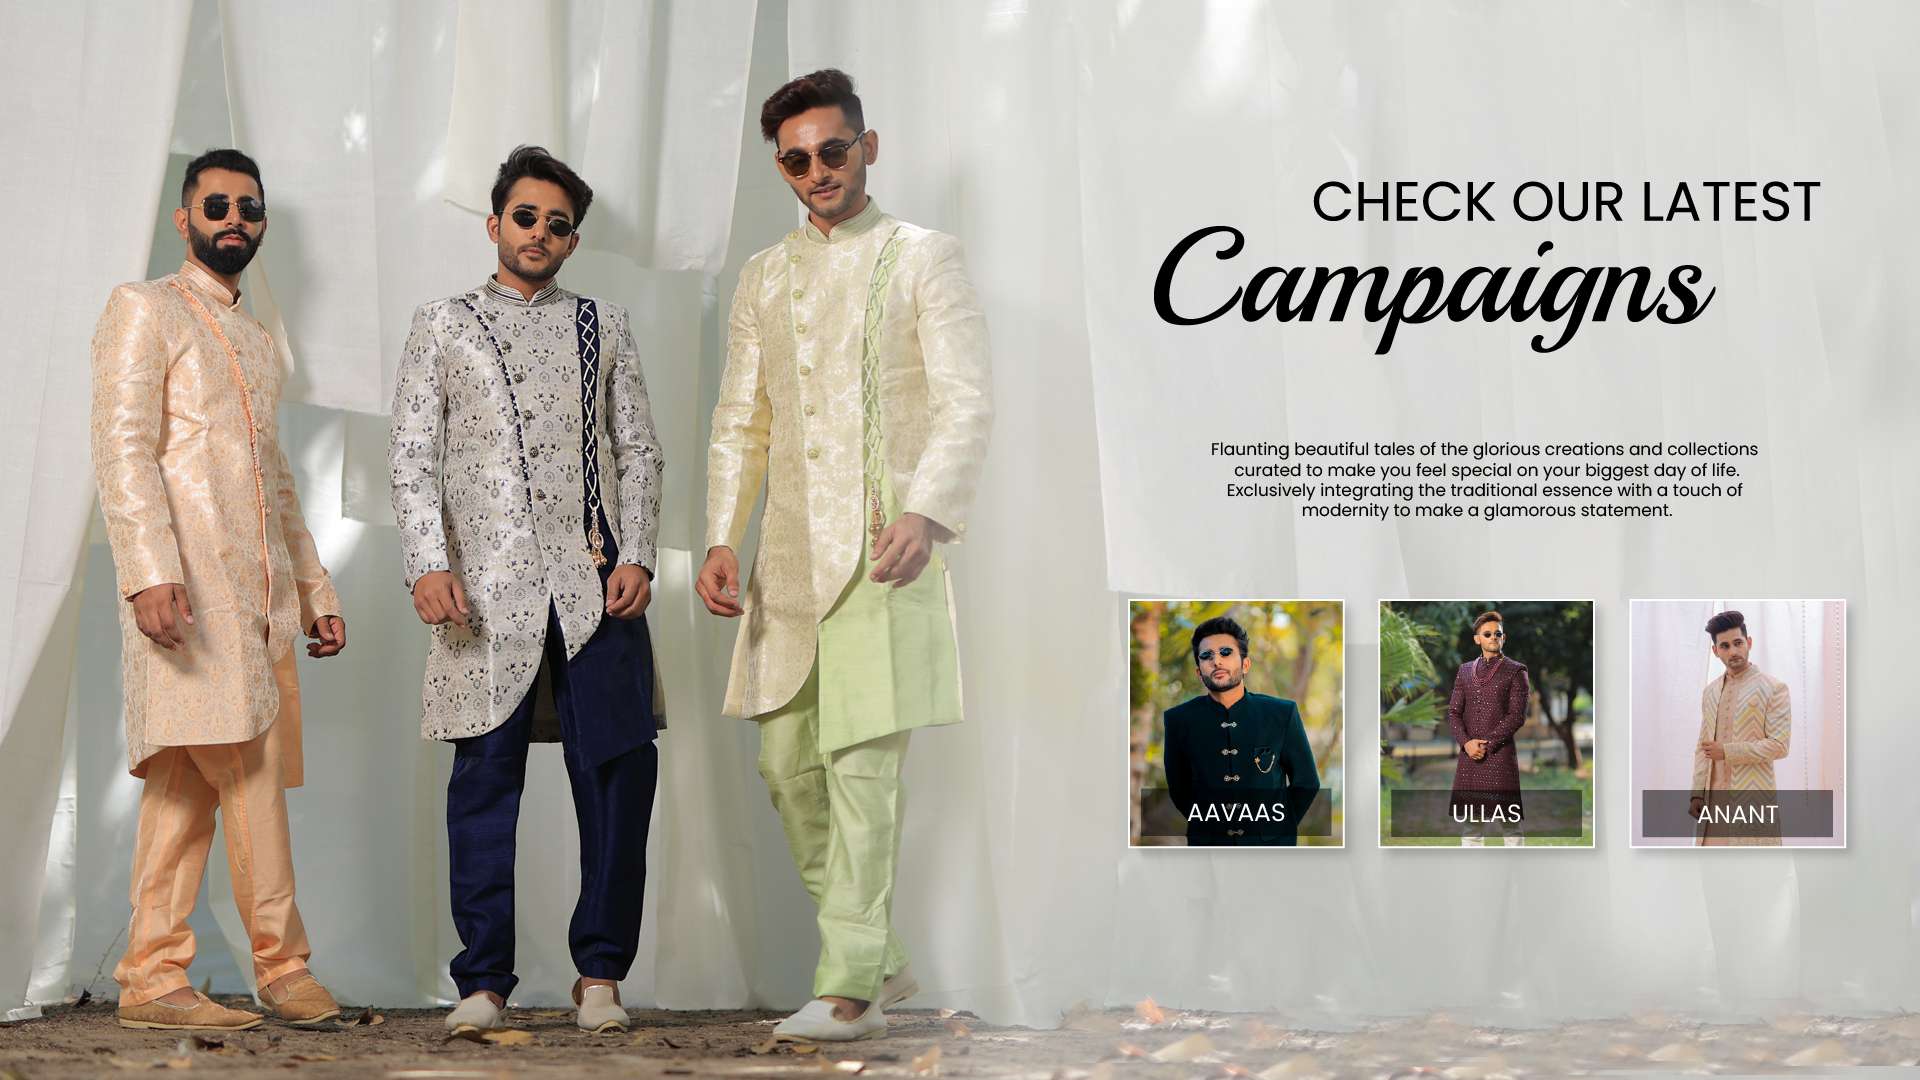 CHECK OUR LATEST
Campaigns
Flaunting beautiful tales of the glorious creations and collections
curated to make you feel special on your biggest day of life.
Exclusively integrating the traditional essence with a touch of
modernity to make a glamorous statement.
AAVAAS
ULLAS
ANANT